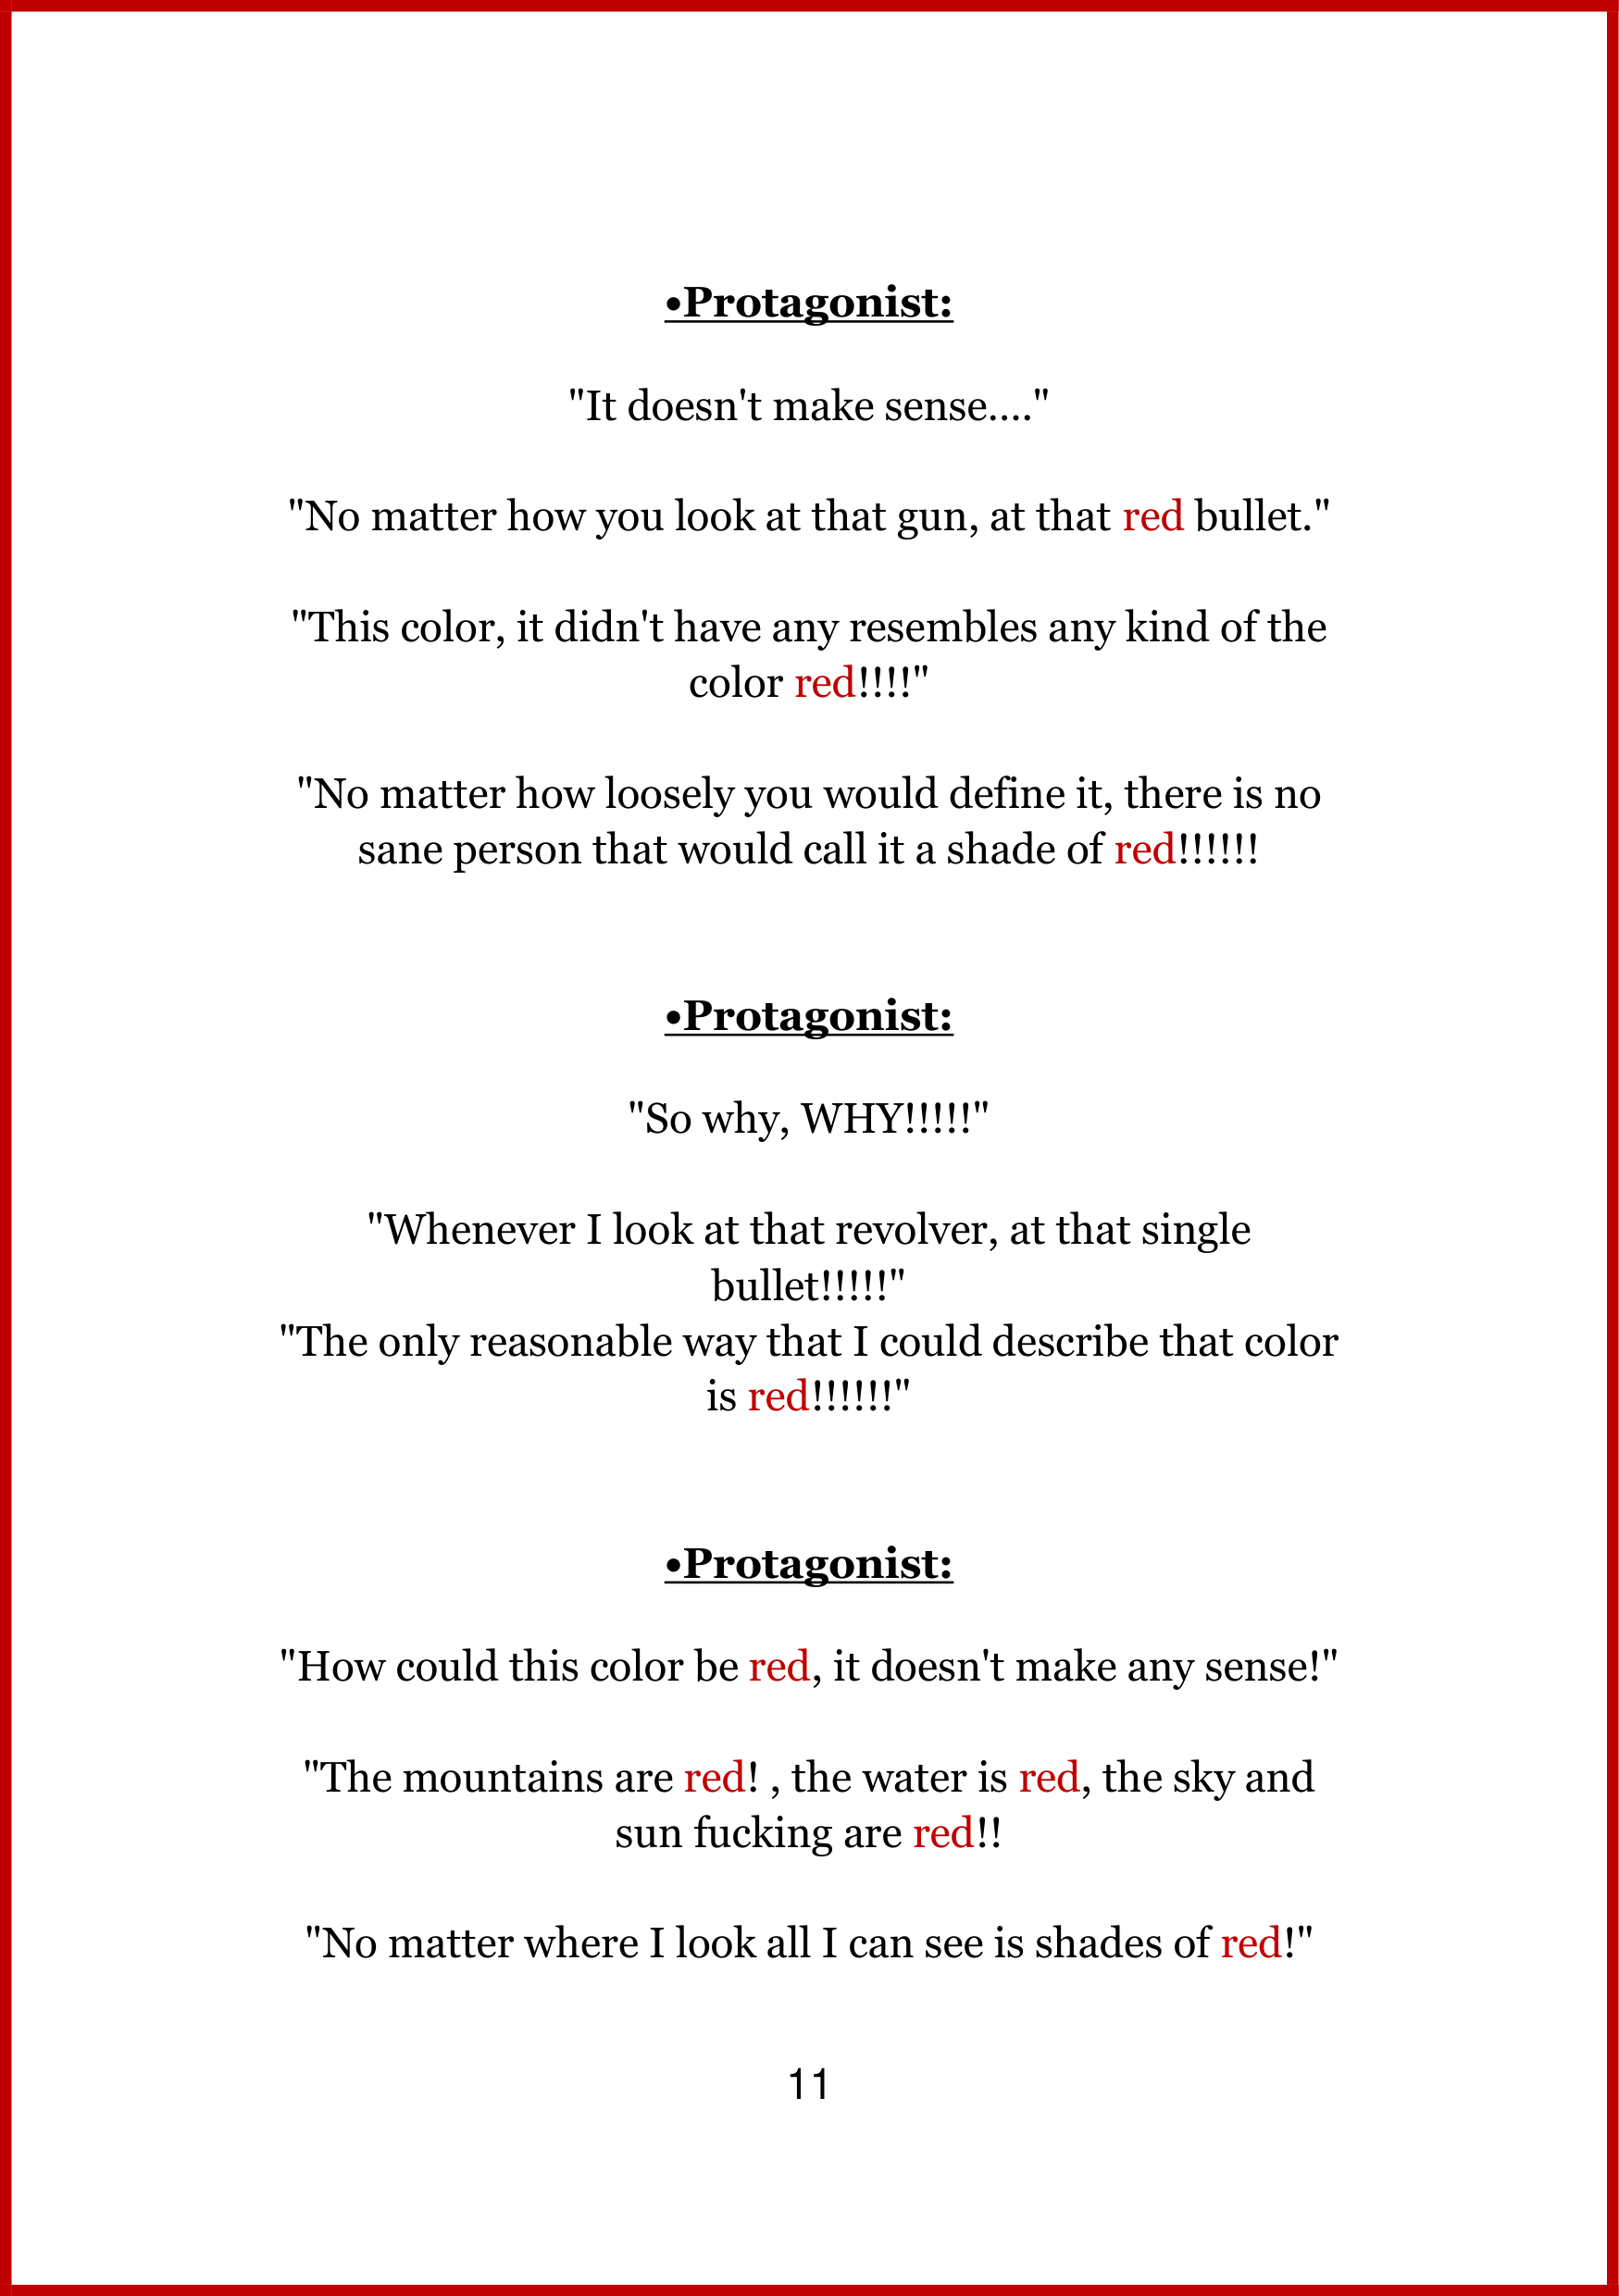 •Protagonist:
"It doesn't make sense...."
"No matter how you look at that gun, at that red bullet."
"This color, it didn't have any resembles any kind of the
color red!!!!"
"No matter how loosely you would define it, there is no
sane person that would call it a shade of red!!!!!!
•Protagonist:
"So why, WHY!!!!!"
"Whenever I look at that revolver, at that single
bullet!!!!!"
"The only reasonable way that I could describe that color
is red!!!!!!"
•Protagonist:
"How could this color be red, it doesn't make any sense!"
"The mountains are red! , the water is red, the sky and
sun fucking are red!!
"No matter where I look all I can see is shades of red!"
11